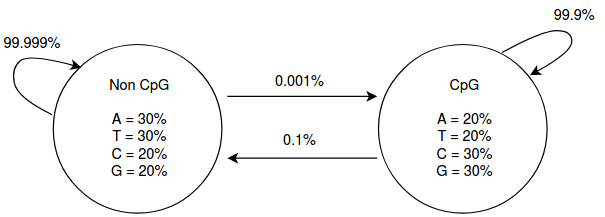 99.9%
99.999%
Non CpG
A = 30%
T = 30%
C = 20%
G = 20%
0.001%
0.1%
CpG
A = 20%
T = 20%
C = 30%
G = 30%